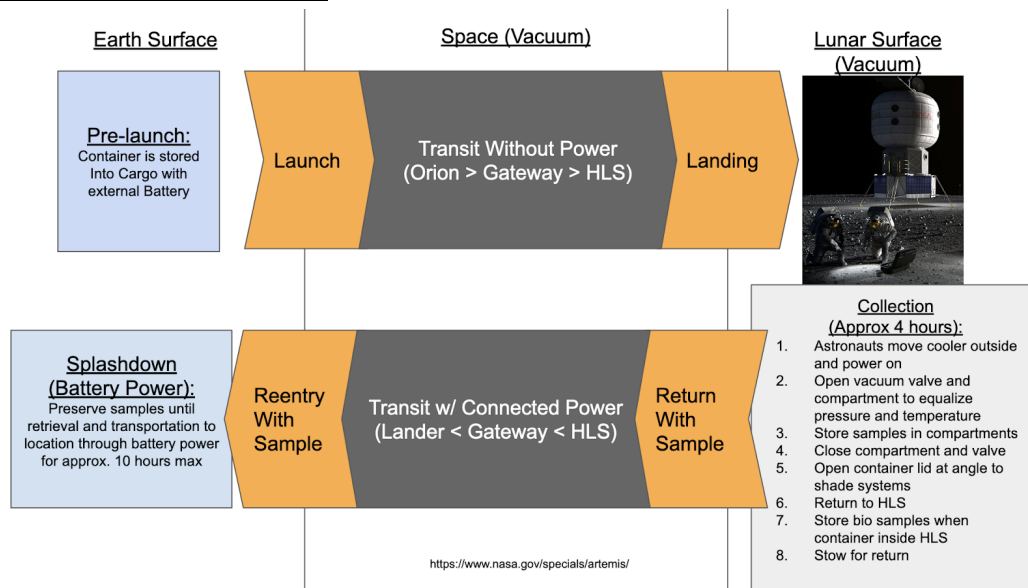 Earth Surface
Space (Vacuum)
Lunar Surface
(Vacuum)
Pre-launch:
Container is stored
Into Cargo with
external Battery
Launch
Transit Without Power
(Orion > Gateway > HLS)
Landing
Collection
(Approx 4 hours):
1. Astronauts move cooler outside
and power on
2. Open vacuum valve and
compartment to equalize
pressure and temperature
3. Store samples in compartments
4. Close compartment and valve
5. Open container lid at angle to
shade systems
6. Return to HLS
7. Store bio samples when
container inside HLS
8. Stow for return
Return
With
Sample
Transit w/ Connected Power
(Lander < Gateway < HLS)
Reentry
With
Sample
Splashdown
(Battery Power):
Preserve samples until
retrieval and transportation to
location through battery power
for approx. 10 hours max
https://www.nasa.gov/specials/artemis/